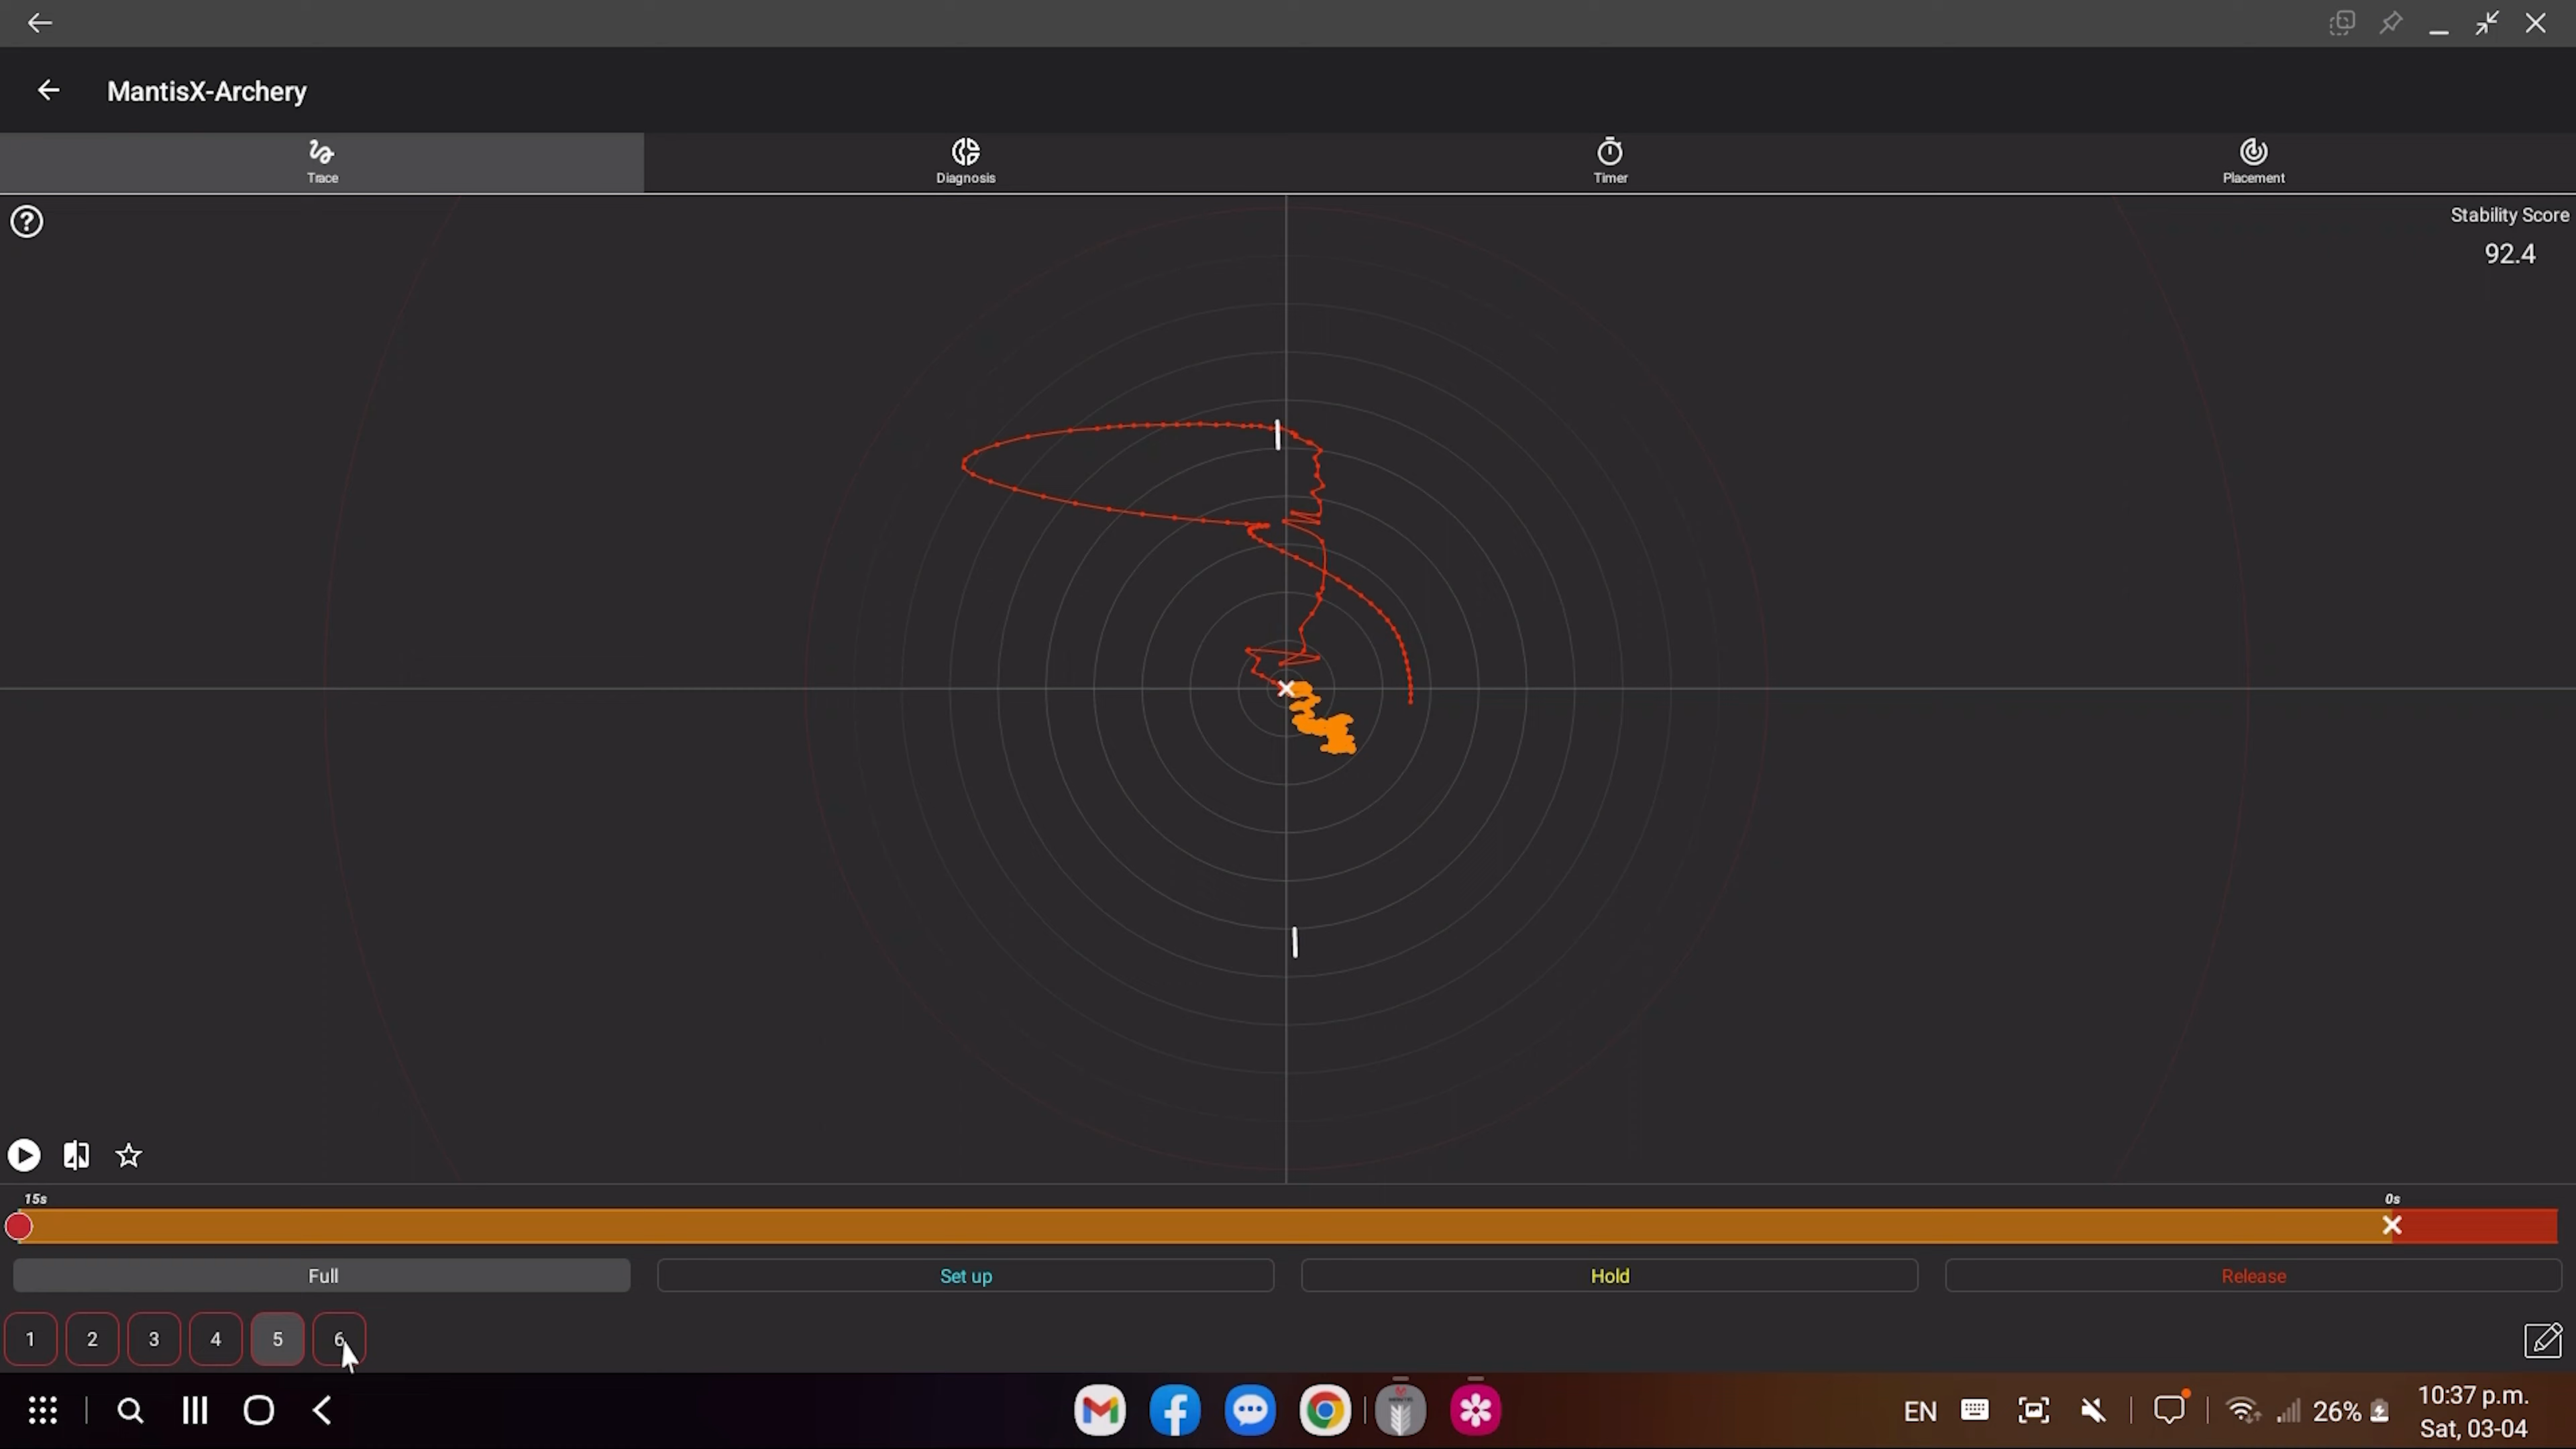 MantisX-Archery
Trace
Diagnosis
Timer
Placement
Stability Score
92.4
15s
0s
Full
Set up
Hold
Release
1
2
3
4
5
6
EN
26%
10:37 p.m.
Sat, 03-04